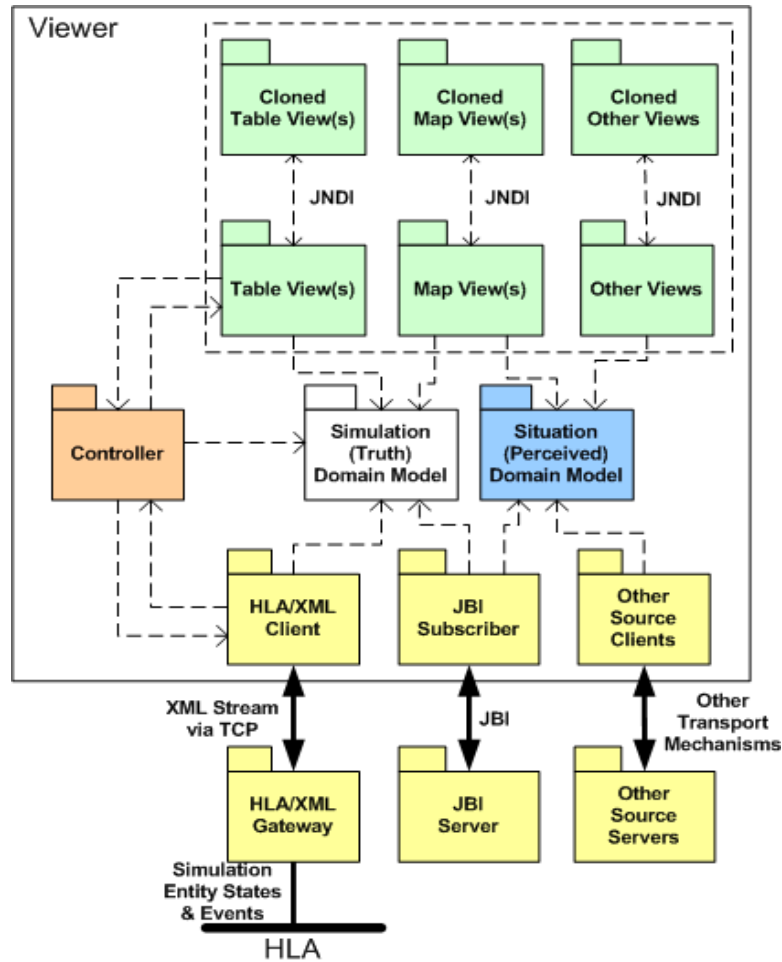 Viewer
Cloned
Table View(s)
Cloned
Map View(s)
Cloned
Other Views
JNDI
JNDI
JNDI
Table View(s)
Map View(s)
Other Views
Controller
Simulation
(Truth)
Domain Model
Situation
(Perceived)
Domain Model
HLA/XML
Client
JBI
Subscriber
Other
Source
Clients
XML Stream
via TCP
JBI
Other
Transport
Mechanisms
HLA/XML
Gateway
JBI
Server
Other
Source
Servers
Simulation
Entity States
& Events
HLA